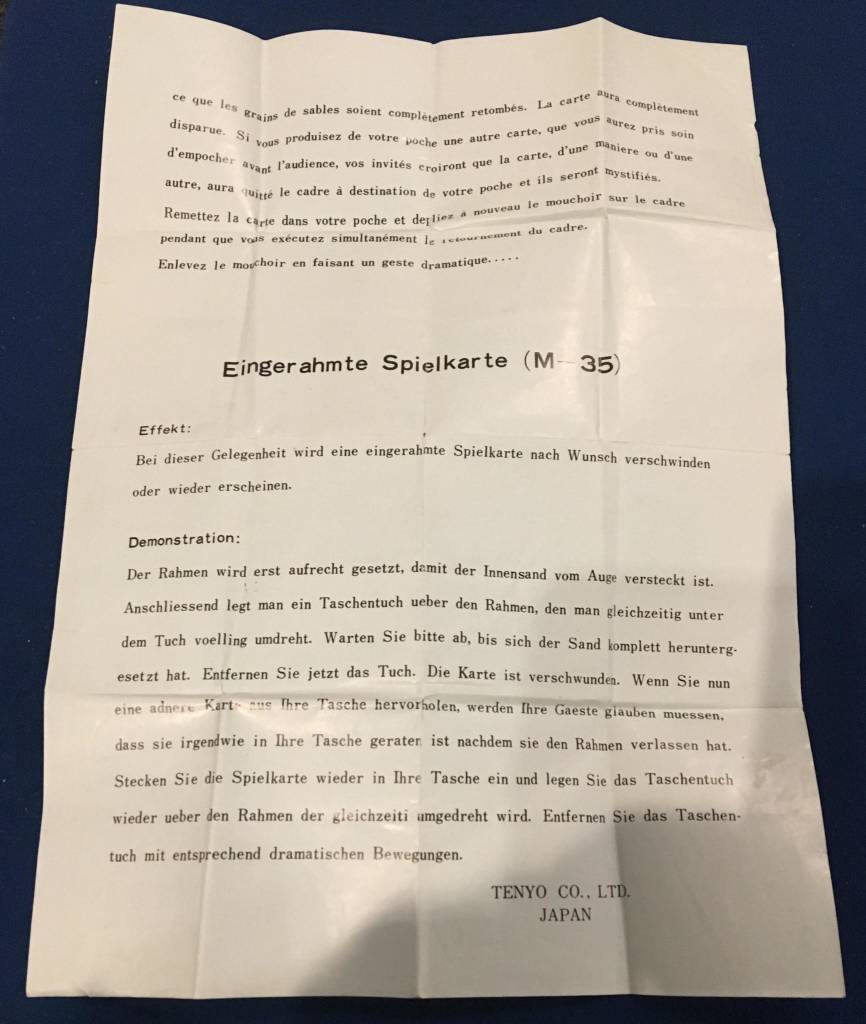 ce que les grains de sables soient complètement retombés. La carte aura complètement
disparue. Si vous produisez de votre poche une autre carte, que vous aurez pris soin
d'empocher avant l'audience, vos invités croiront que la carte, d'une maniere ou d'une
autre, aura quitté le cadre à destination de votre poche et ils seront mystifiés.
Remettez la carte dans votre poche et depliez à nouveau le mouchoir sur le cadre
pendant que vous exécutez simultanément le retournement du cadre.
Enlevez le mouchoir en faisant un geste dramatique.....
Eingerahmte Spielkarte (M-35)
Effekt:
Bei dieser Gelegenheit wird eine eingerahmte Spielkarte nach Wunsch verschwinden
oder wieder erscheinen.
Demonstration:
Der Rahmen wird erst aufrecht gesetzt, damit der Innensand vom Auge versteckt ist.
Anschliessend legt man ein Taschentuch ueber den Rahmen, den man gleichzeitig unter
dem Tuch voelling umdreht. Warten Sie bitte ab, bis sich der Sand komplett herunterg-
esetzt hat. Entfernen Sie jetzt das Tuch. Die Karte ist verschwunden. Wenn Sie nun
eine adnere Karte aus Ihre Tasche hervorholen, werden Ihre Gaeste glauben muessen,
dass sie irgendwie in Ihre Tasche geraten ist nachdem sie den Rahmen verlassen hat.
Stecken Sie die Spielkarte wieder in Ihre Tasche ein und legen Sie das Taschentuch
wieder ueber den Rahmen der gleichzeiti umgedreht wird. Entfernen Sie das Taschen-
tuch mit entsprechend dramatischen Bewegungen.
TENYO CO., LTD.
JAPAN